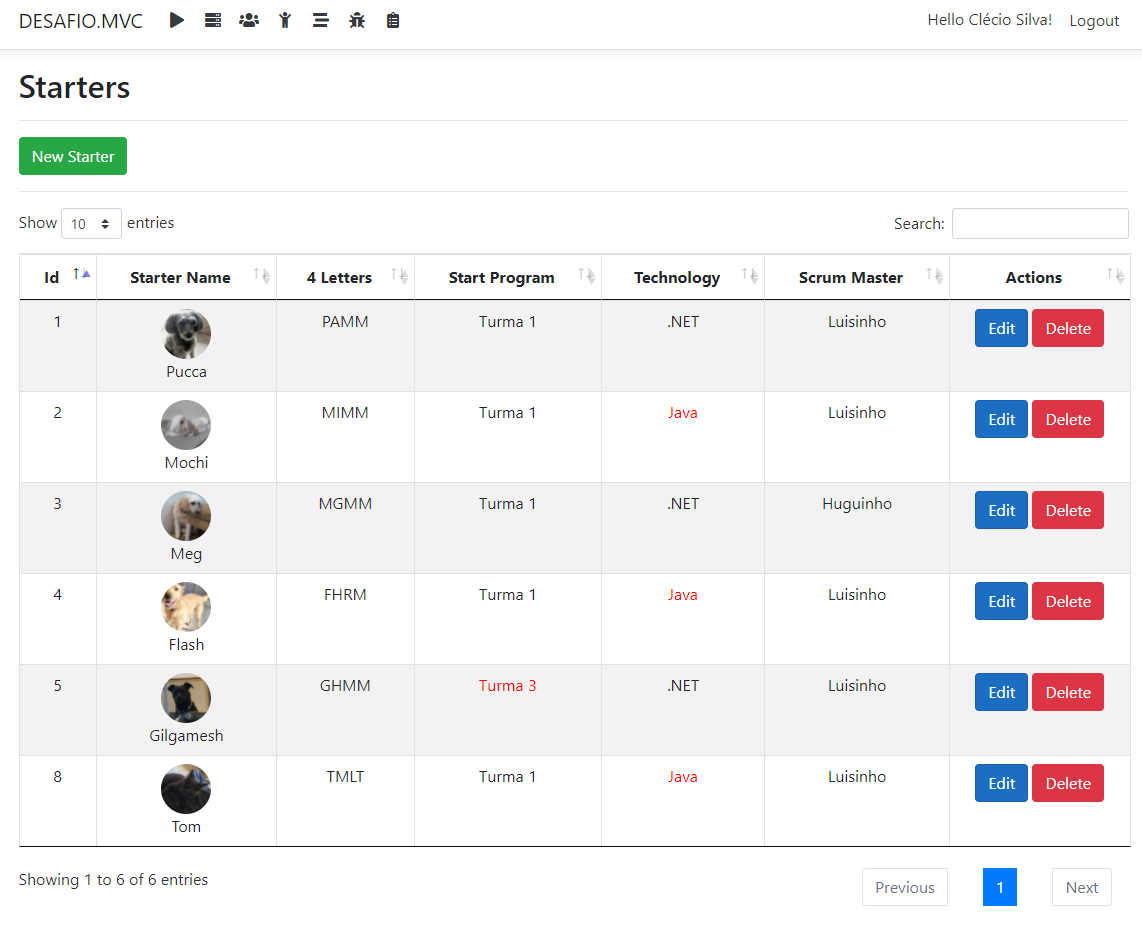 DESAFIO.MVC Hello Clécio Silva! Logout
Starters
New Starter
Show 10 entries Search:
Id Starter Name 4 Letters Start Program Technology Scrum Master Actions
1 PAMM Turma 1 .NET Luisinho Edit Delete
Pucca
2 MIMM Turma 1 Java Luisinho Edit Delete
Mochi
3 MGMM Turma 1 .NET Huguinho Edit Delete
Meg
4 FHRM Turma 1 Java Luisinho Edit Delete
Flash
5 GHMM Turma 3 .NET Luisinho Edit Delete
Gilgamesh
8 TMLT Turma 1 Java Luisinho Edit Delete
Tom
Showing 1 to 6 of 6 entries Previous 1 Next